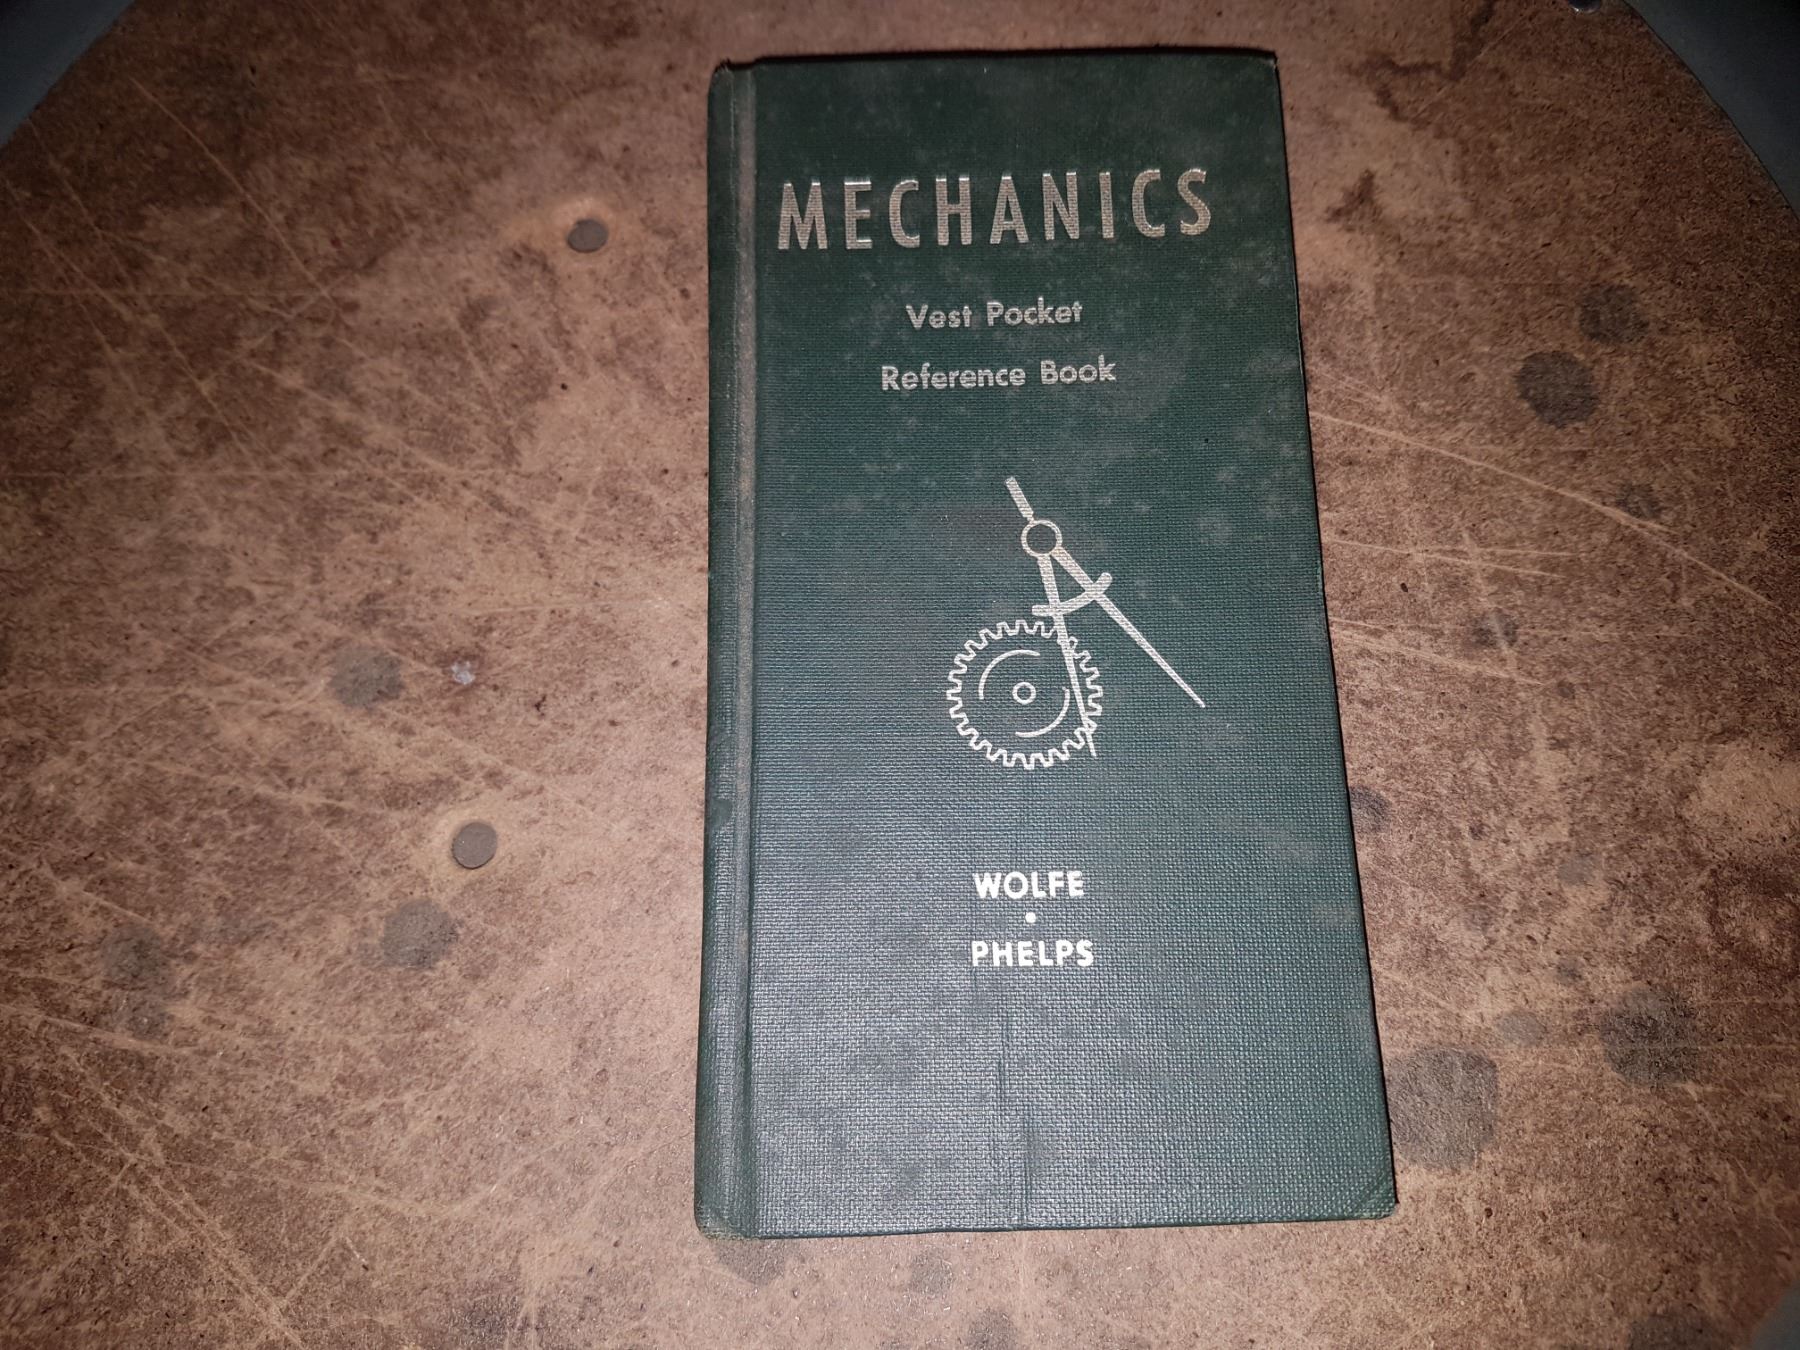 MECHANICS
Vest Pocket
Reference Book
WOLFE
•
PHELPS